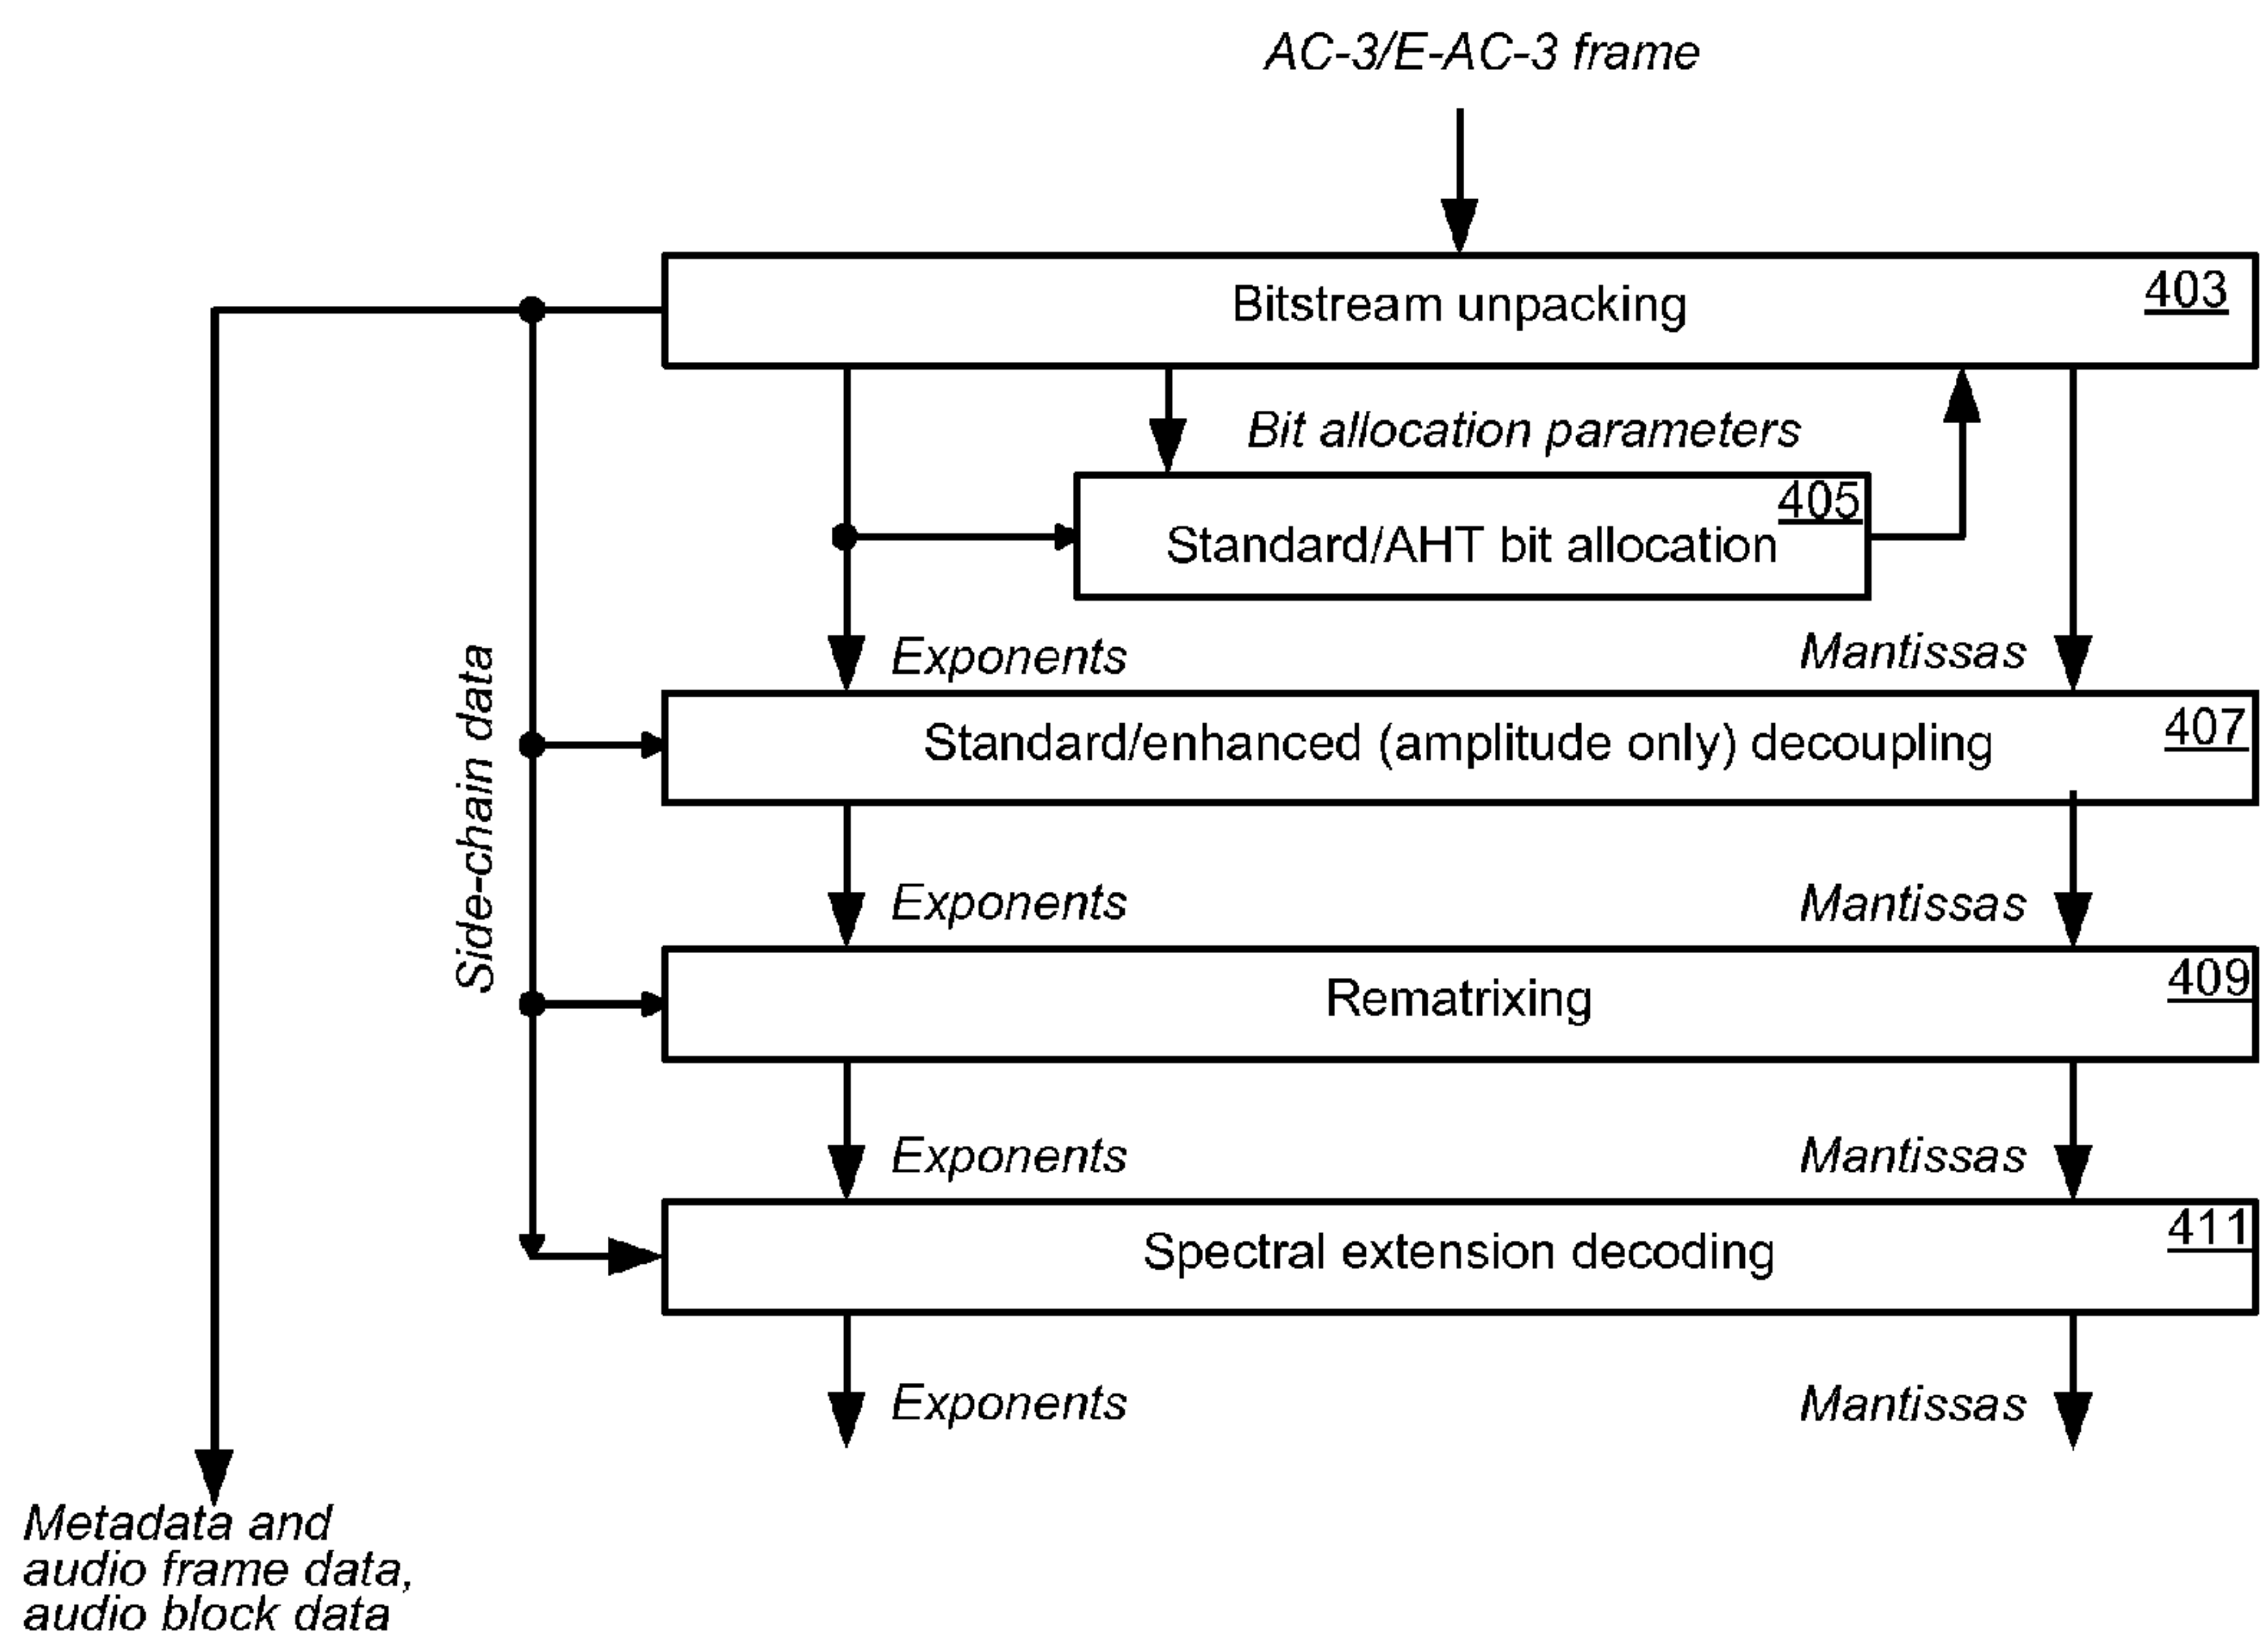 AC-3/E-AC-3 frame
Bitstream unpacking
403
Bit allocation parameters
405
Standard/AHT bit allocation
Exponents
Mantissas
Side-chain data
Standard/enhanced (amplitude only) decoupling
407
Exponents
Mantissas
Rematrixing
409
Exponents
Mantissas
Spectral extension decoding
411
Exponents
Mantissas
Metadata and
audio frame data,
audio block data